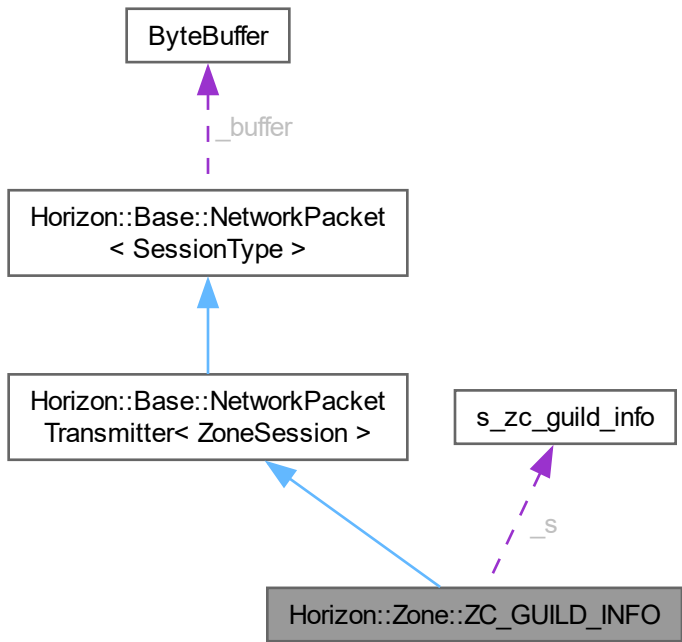 ByteBuffer
_buffer
Horizon::Base::NetworkPacket
< SessionType >
Horizon::Base::NetworkPacket
Transmitter< ZoneSession >
s_zc_guild_info
_s
Horizon::Zone::ZC_GUILD_INFO